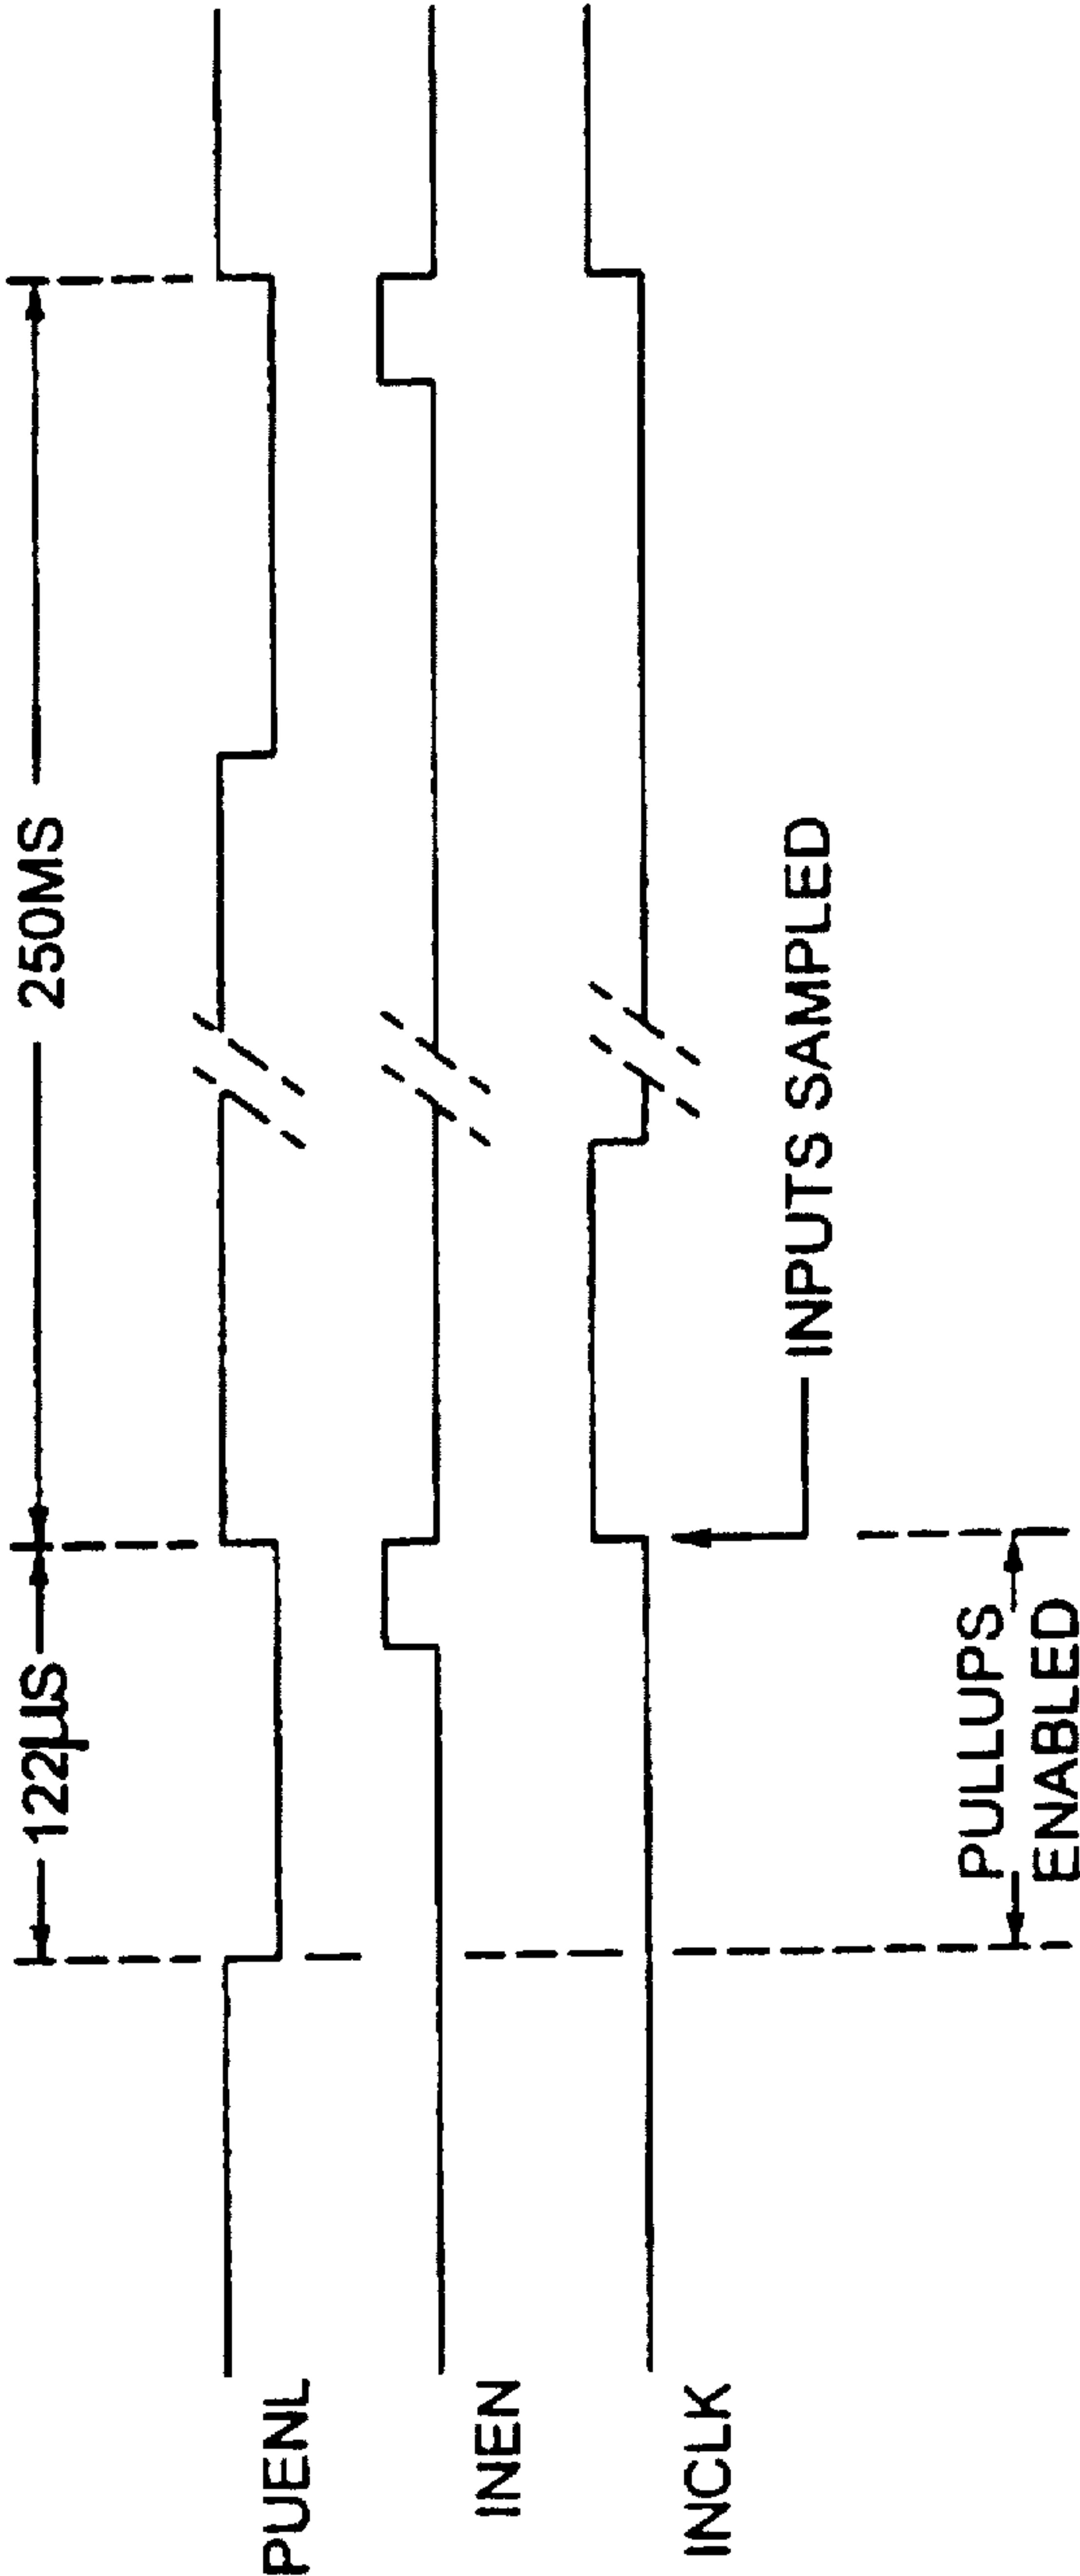 122µS
250MS
PUENL
INEN
INCLK
INPUTS SAMPLED
PULLUPS
ENABLED